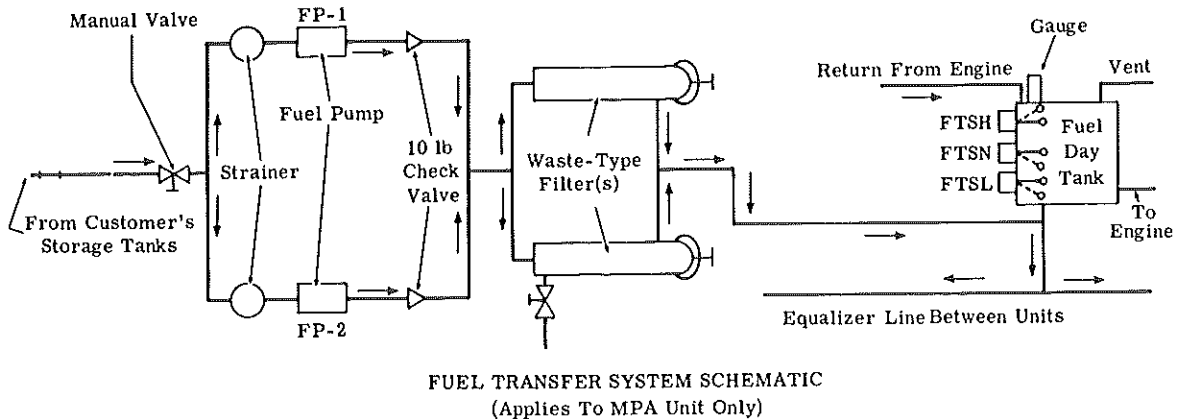 Manual Valve
FP-1
Gauge
Return From Engine
Vent
Fuel Pump
FTSH
Fuel
Day
Tank
FTSN
FTSL
10 lb
Check
Valve
Strainer
Waste-Type
Filter(s)
From Customer's
Storage Tanks
To
Engine
FP-2
Equalizer Line Between Units
FUEL TRANSFER SYSTEM SCHEMATIC
(Applies To MPA Unit Only)